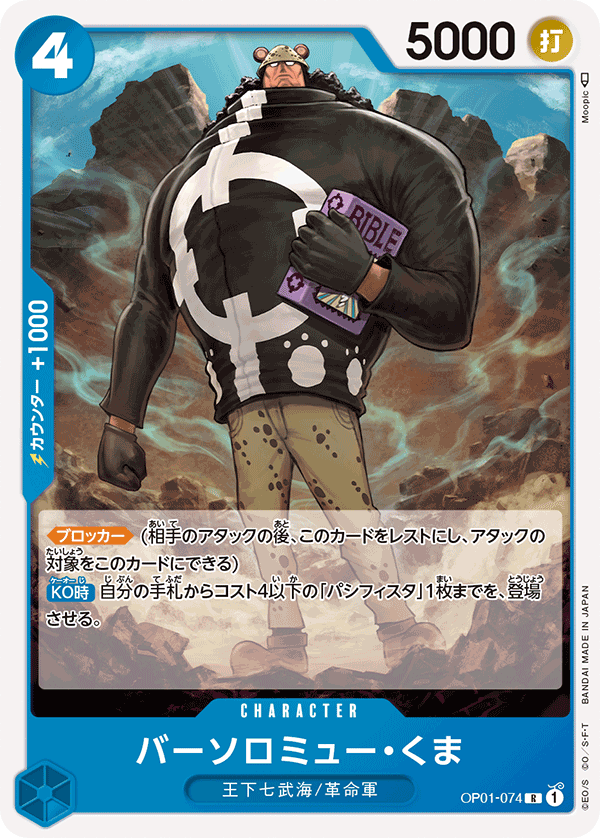 4
5000
打
Moopic
BIBLE
カウンター +1000
ブロッカー (相手のアタックの後、このカードをレストにし、アタックの
対象をこのカードにできる)
KO時 自分の手札からコスト4以下の「パシフィスタ」1枚までを、登場
させる。
CHARACTER
バーソロミュー・くま
王下七武海/革命軍
OP01-074 R 1
©EO/S ©O/S・F・T BANDAI MADE IN JAPAN